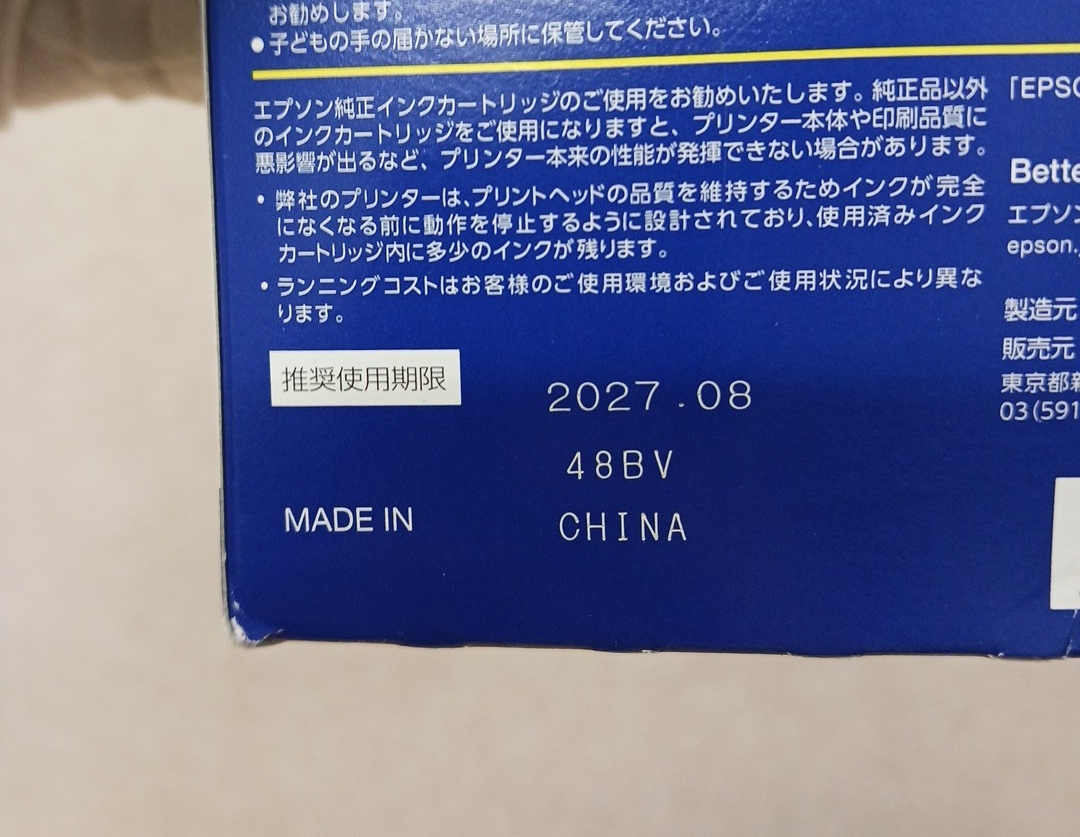 お勧めします。
●子どもの手の届かない場所に保管してください。
エプソン純正インクカートリッジのご使用をお勧めいたします。純正品以外
のインクカートリッジをご使用になりますと、プリンター本体や印刷品質に
悪影響が出るなど、プリンター本来の性能が発揮できない場合があります。
• 弊社のプリンターは、プリントヘッドの品質を維持するためインクが完全
になくなる前に動作を停止するように設計されており、使用済みインク
カートリッジ内に多少のインクが残ります。
• ランニングコストはお客様のご使用環境およびご使用状況により異な
ります。
推奨使用期限
2027.08
48BV
MADE IN
CHINA
「EPSO
Bette
エプソン
epson.
製造元
販売元
東京都新
03(591